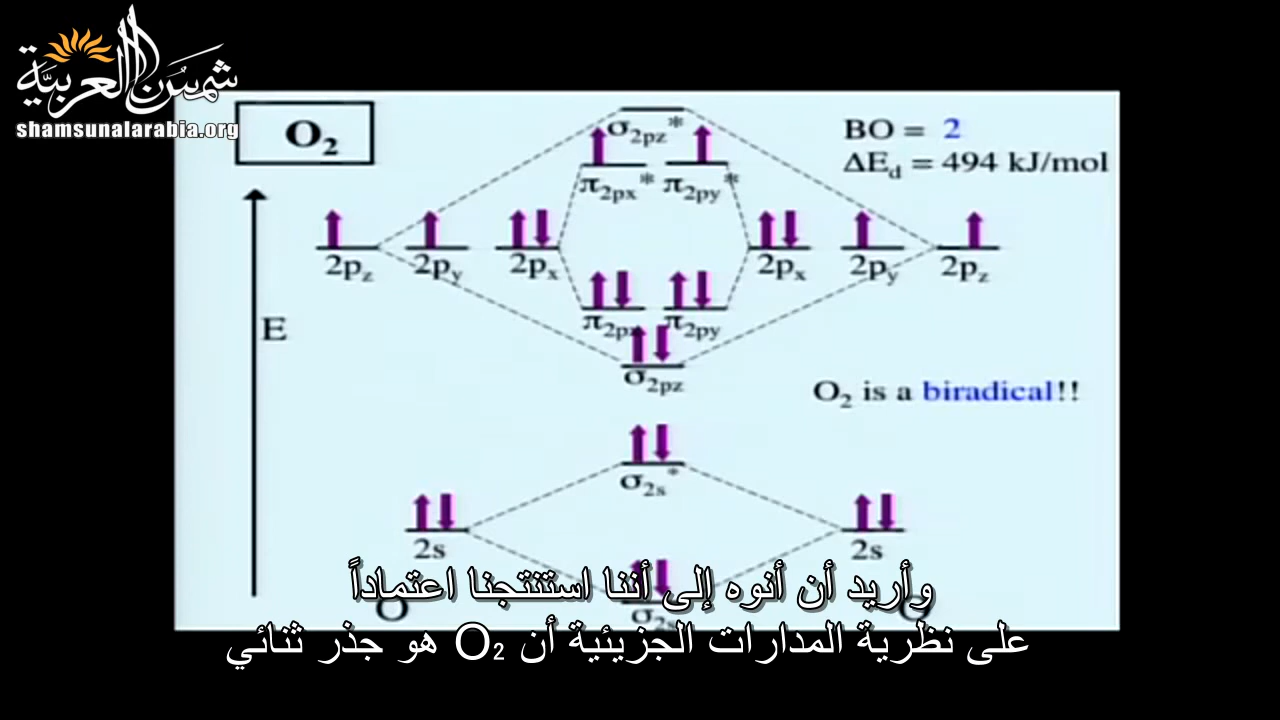 شمس العربية
shamsunalarabia.org
O₂
BO = 2
ΔE_d = 494 kJ/mol
σ₂pz*
π₂px* π₂py*
2pz 2py 2px 2px 2py 2pz
E
π₂px π₂py
σ₂pz
O₂ is a biradical!!
σ₂s*
2s 2s
σ₂s
O O
وأريد أن أنوه إلى أننا استنتجنا اعتماداً
على نظرية المدارات الجزيئية أن O₂ هو جذر ثنائي